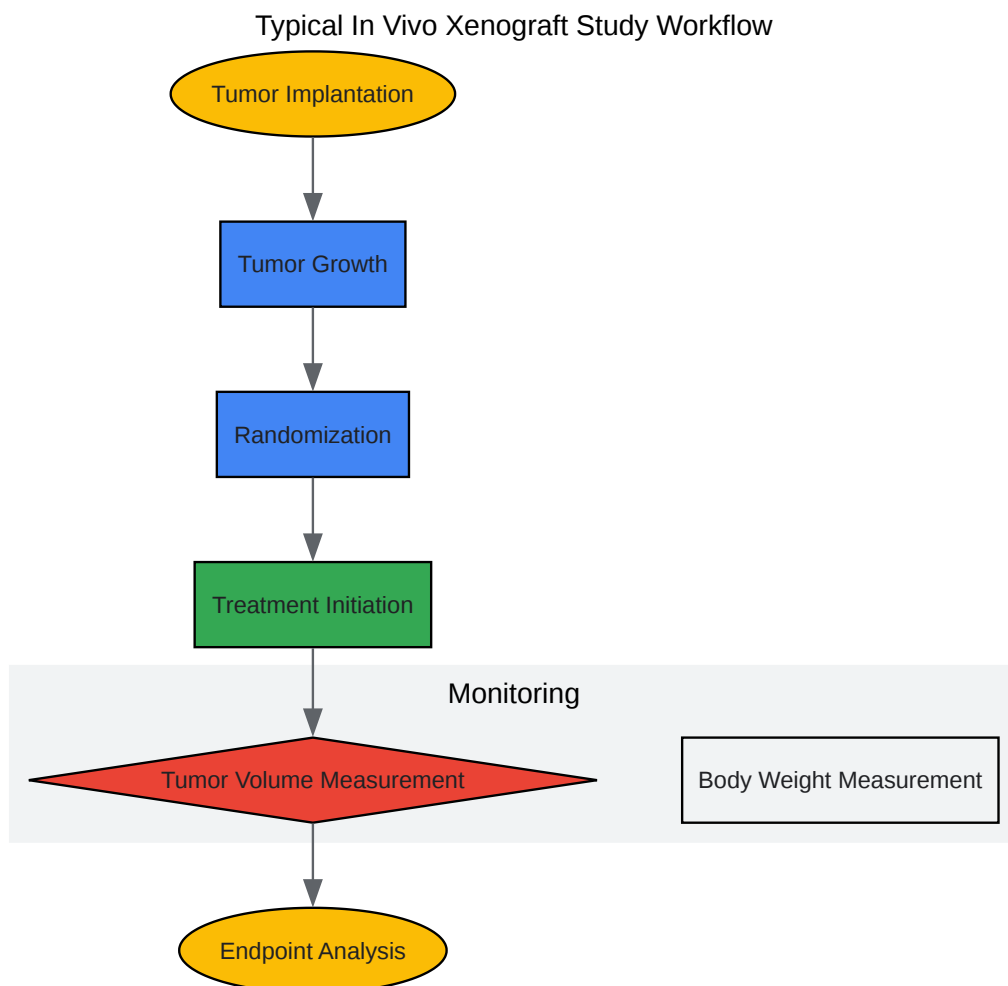 Typical In Vivo Xenograft Study Workflow
Tumor Implantation
Tumor Growth
Randomization
Treatment Initiation
Monitoring
Tumor Volume Measurement
Body Weight Measurement
Endpoint Analysis